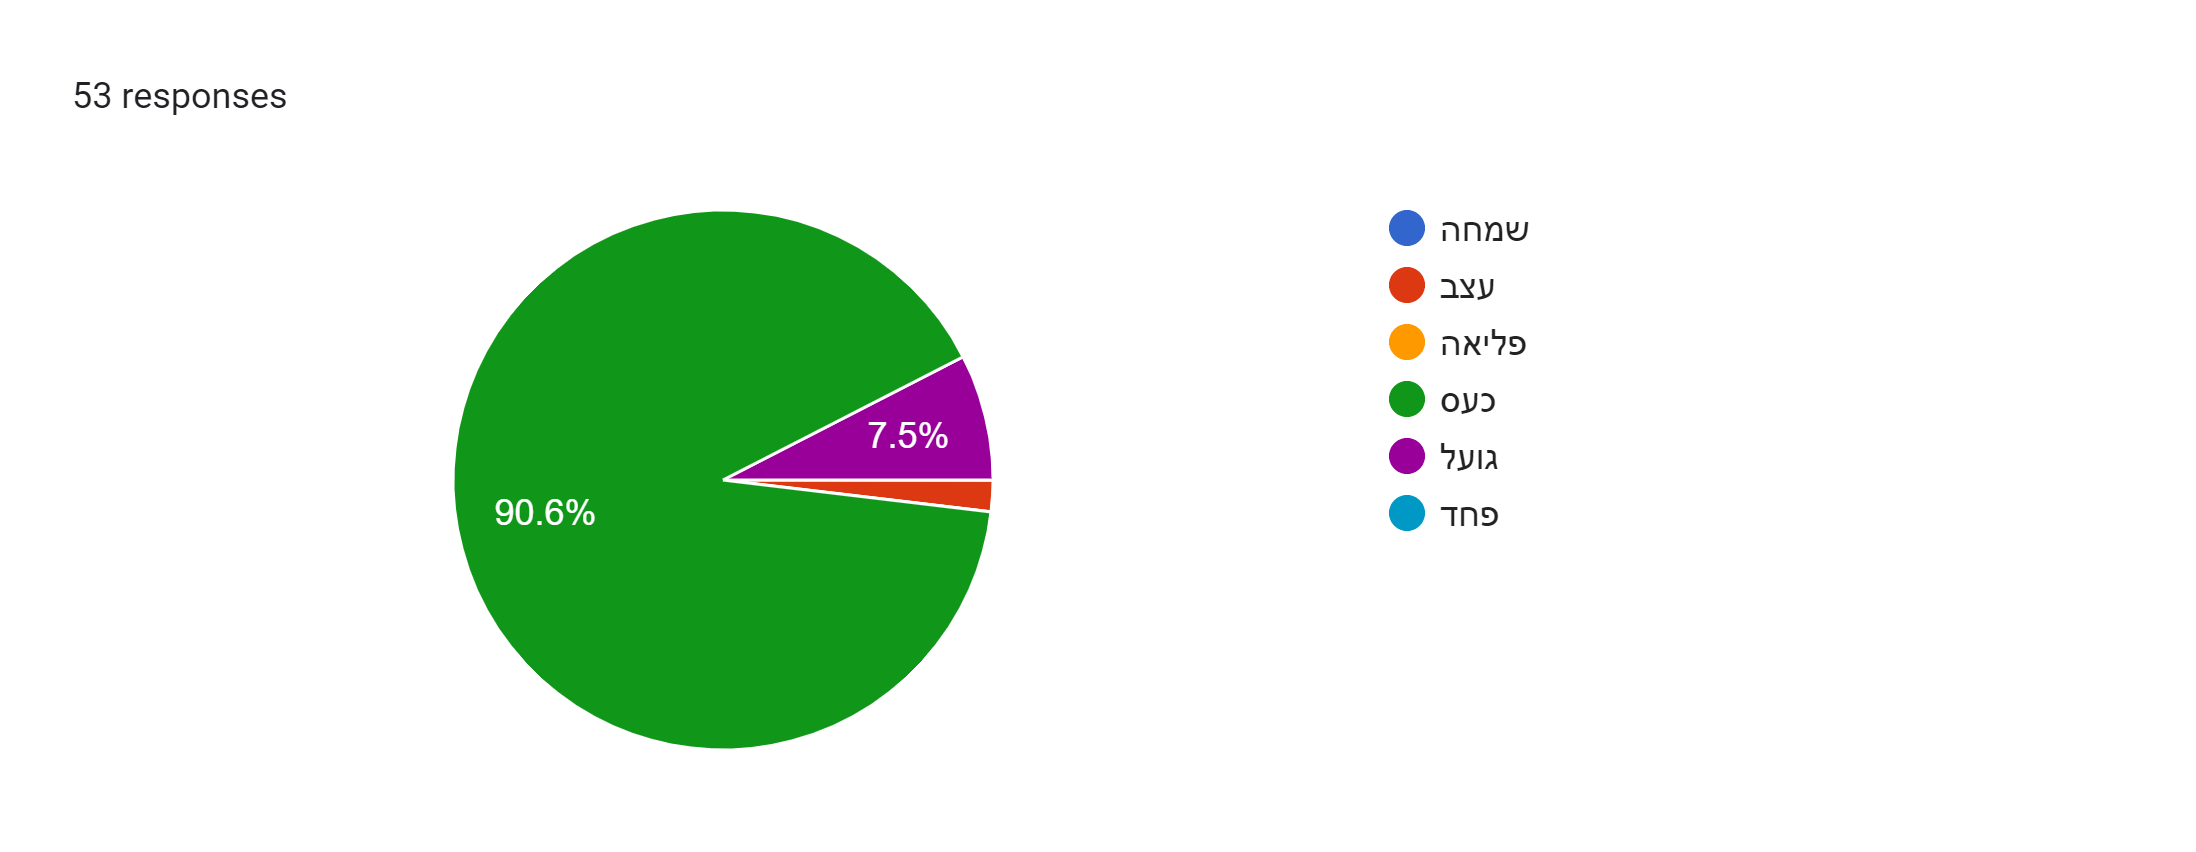 53 responses
90.6%
7.5%
שמחה
עצב
פליאה
כעס
גועל
פחד